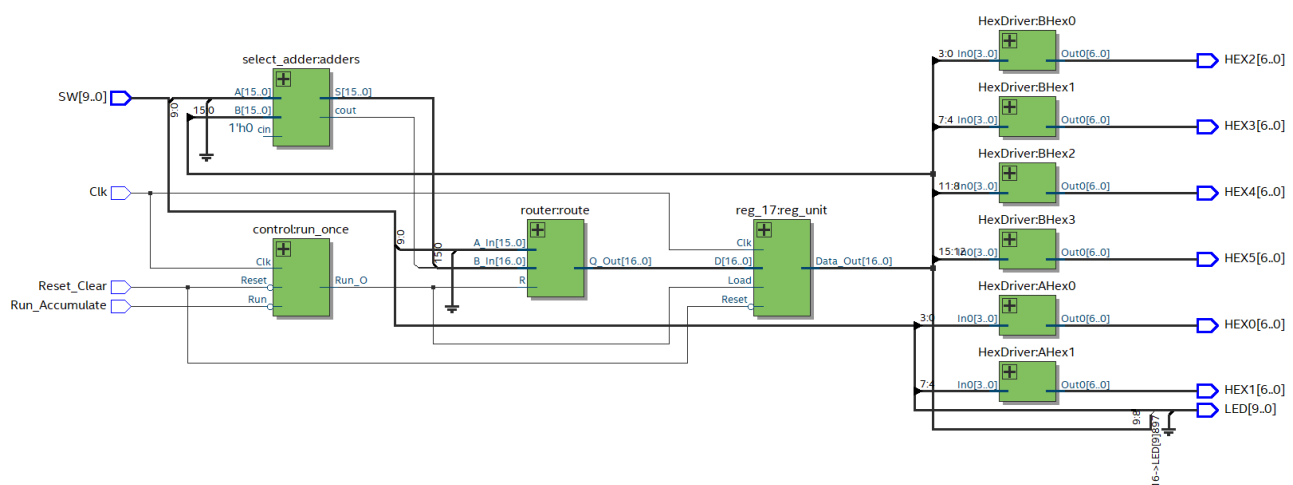 HexDriver:BHex0
3:0 In0[3..0] Out0[6..0] HEX2[6..0]
select_adder:adders
HexDriver:BHex1
SW[9..0] 9:0 A[15..0] S[15..0]
15:0 B[15..0] cout
1'h0 cin
7:4 In0[3..0] Out0[6..0] HEX3[6..0]
HexDriver:BHex2
Clk
11:8 In0[3..0] Out0[6..0] HEX4[6..0]
router:route
reg_17:reg_unit
HexDriver:BHex3
control:run_once
9:0 A_In[15..0]
Clk
15:0 B_In[16..0] Q_Out[16..0]
D[16..0] Data_Out[16..0]
15:12 In0[3..0] Out0[6..0] HEX5[6..0]
Clk
Reset_Clear Reset Run_O
R
Load
Run_Accumulate Run
Reset
HexDriver:AHex0
3:0 In0[3..0] Out0[6..0] HEX0[6..0]
HexDriver:AHex1
7:4 In0[3..0] Out0[6..0] HEX1[6..0]
LED[9..0]
9:8